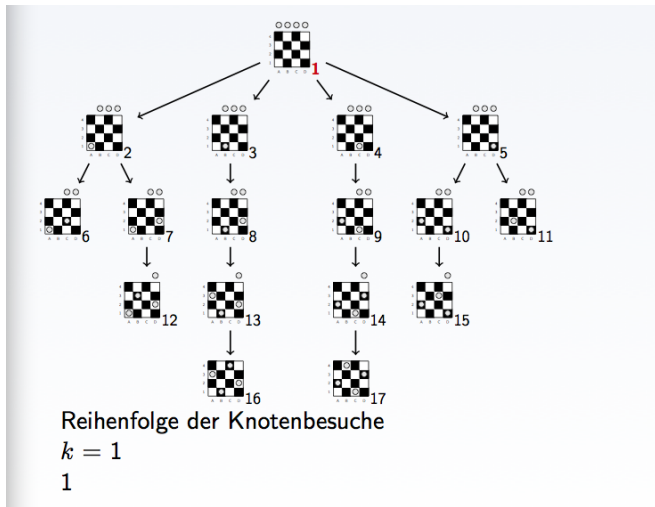 1
2 3 4 5
6 7 8 9 10 11
12 13 14 15
16 17
Reihenfolge der Knotenbesuche
k = 1
1